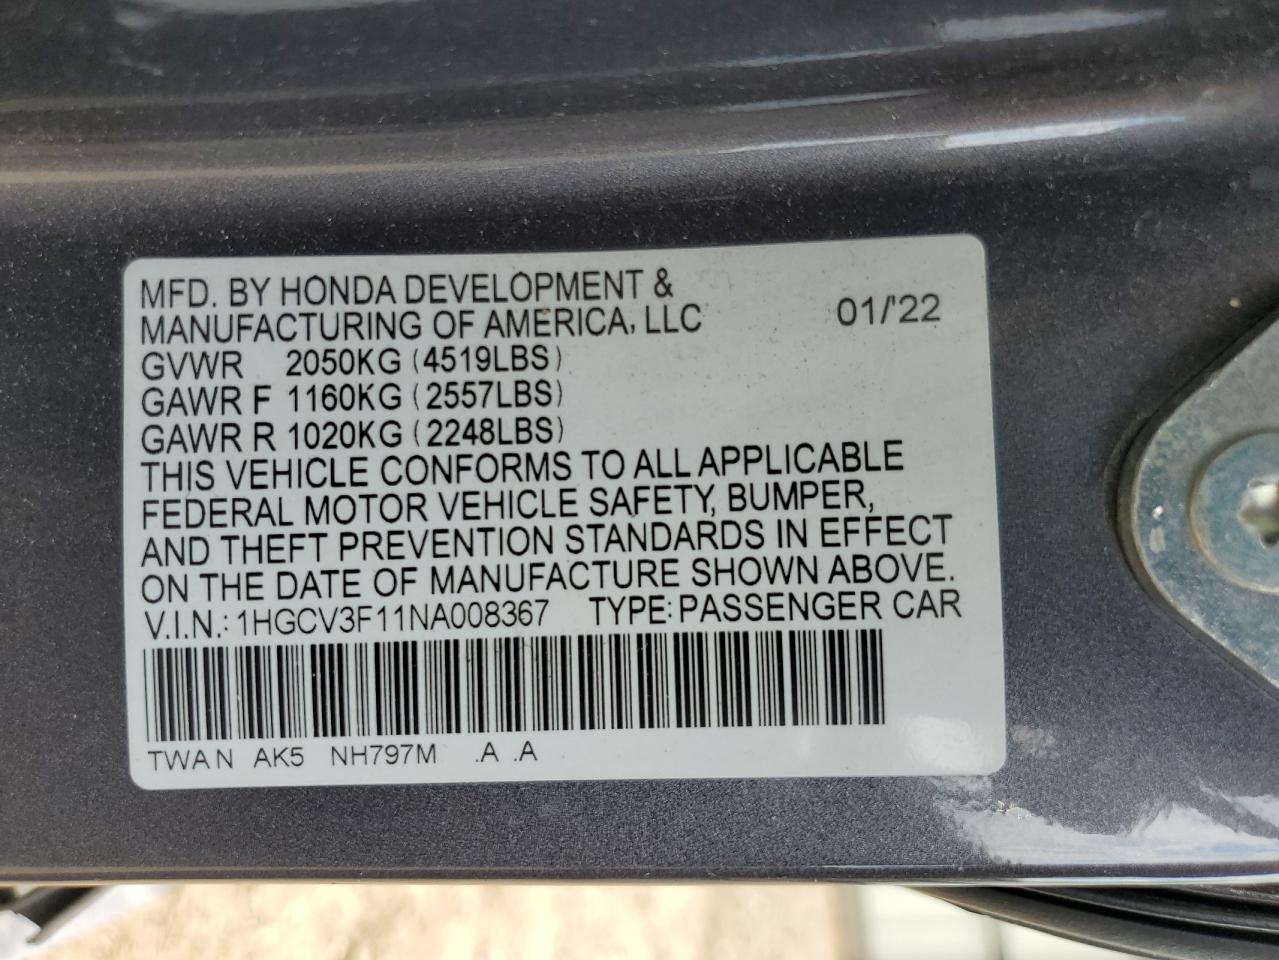 MFD. BY HONDA DEVELOPMENT &
MANUFACTURING OF AMERICA, LLC 01/'22
GVWR 2050KG (4519LBS)
GAWR F 1160KG (2557LBS)
GAWR R 1020KG (2248LBS)
THIS VEHICLE CONFORMS TO ALL APPLICABLE
FEDERAL MOTOR VEHICLE SAFETY, BUMPER,
AND THEFT PREVENTION STANDARDS IN EFFECT
ON THE DATE OF MANUFACTURE SHOWN ABOVE.
V.I.N.: 1HGCV3F11NA008367 TYPE: PASSENGER CAR
TWAN AK5 NH797M .A .A